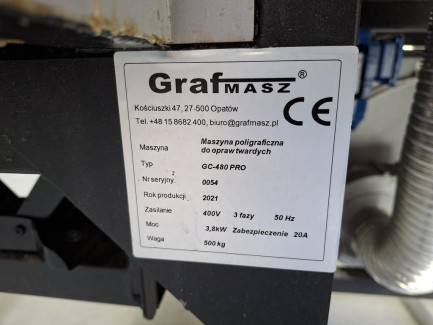 GrafMASZ®
Kościuszki 47, 27-500 Opatów
Tel. +48 15 8682 400, biuro@grafmasz.pl
CE
Maszyna Maszyna poligraficzna
do opraw twardych
Typ GC-480 PRO
Nr seryjny: 0054
Rok produkcji 2021
Zasilanie 400V 3 fazy 50 Hz
Moc 3,8kW Zabezpieczenie 20A
Waga 500 kg